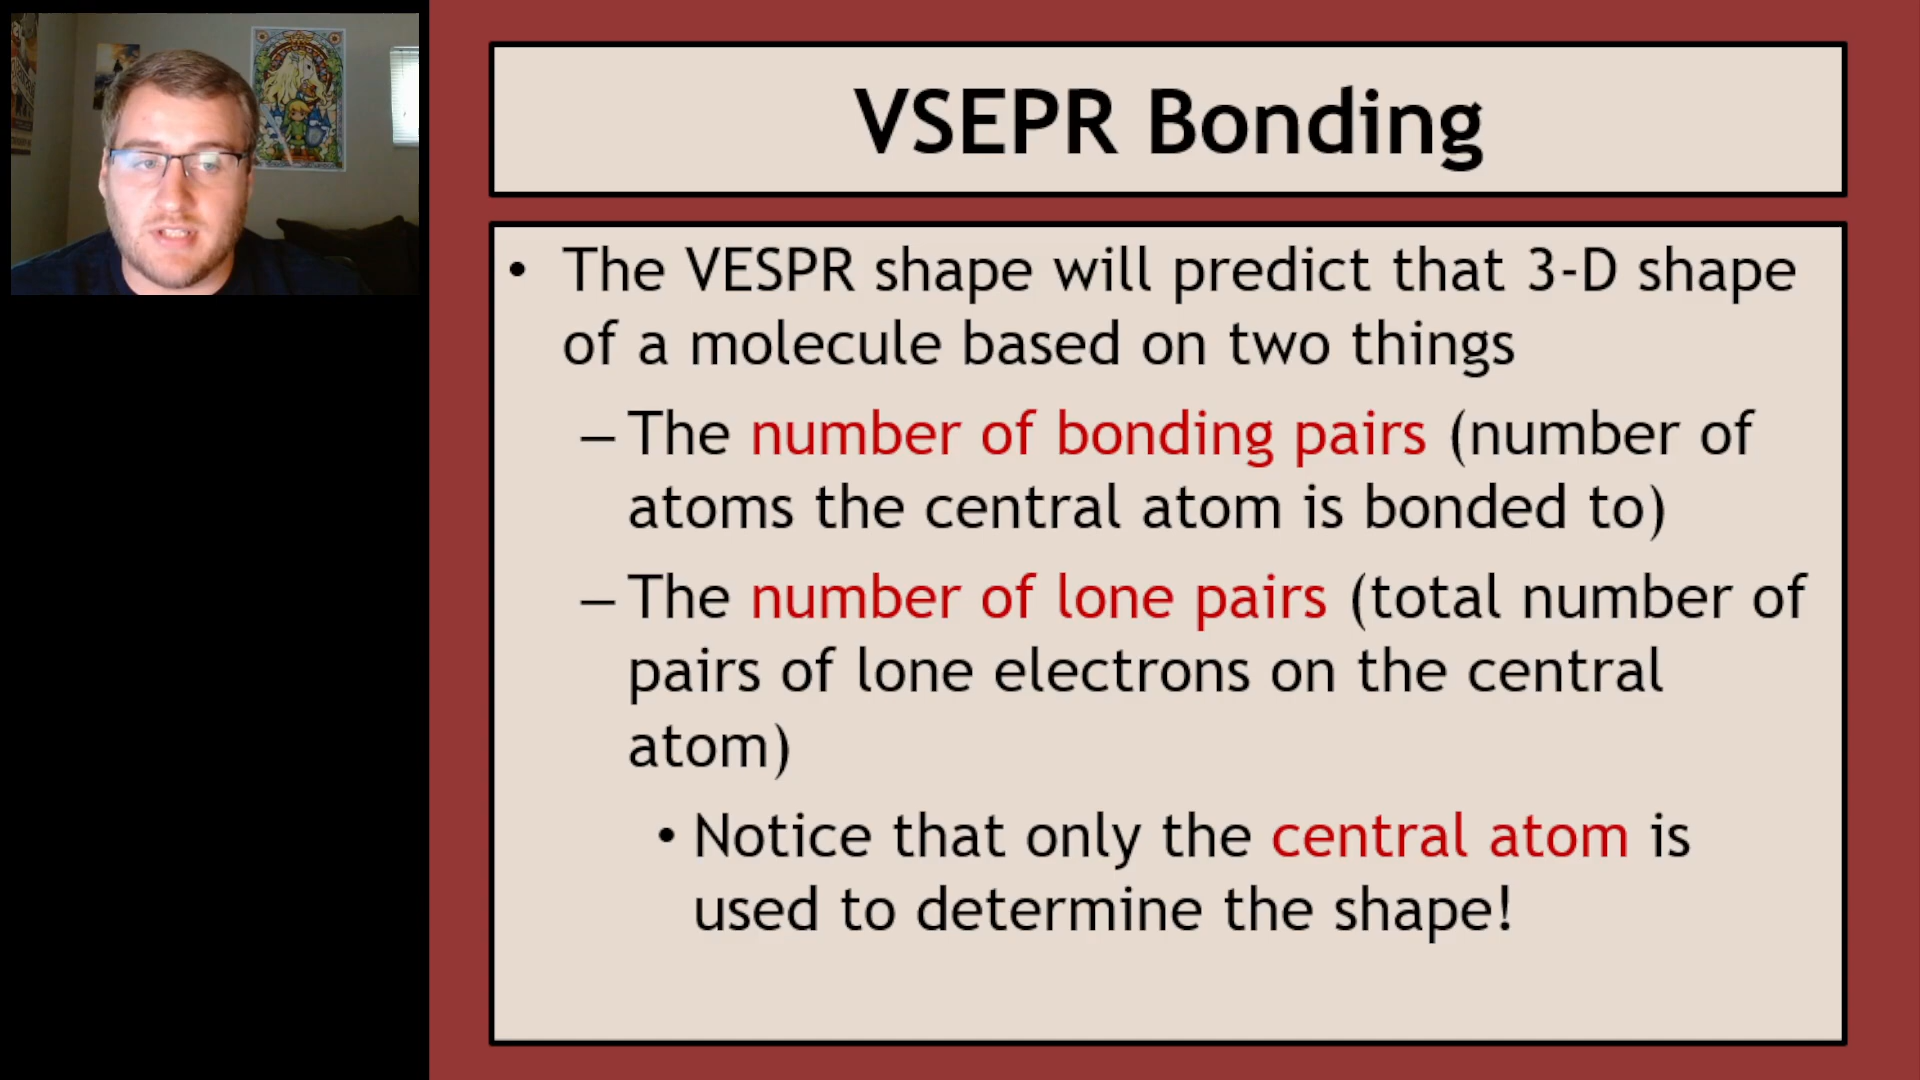 VSEPR Bonding
• The VESPR shape will predict that 3-D shape
of a molecule based on two things
– The number of bonding pairs (number of
atoms the central atom is bonded to)
– The number of lone pairs (total number of
pairs of lone electrons on the central
atom)
• Notice that only the central atom is
used to determine the shape!